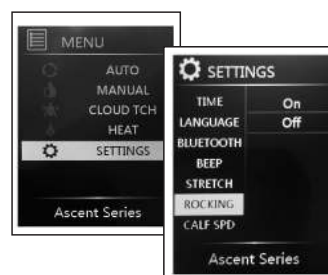 MENU
AUTO
MANUAL
CLOUD TCH
HEAT
SETTINGS
Ascent Series
SETTINGS
TIME On
LANGUAGE Off
BLUETOOTH
BEEP
STRETCH
ROCKING
CALF SPD
Ascent Series